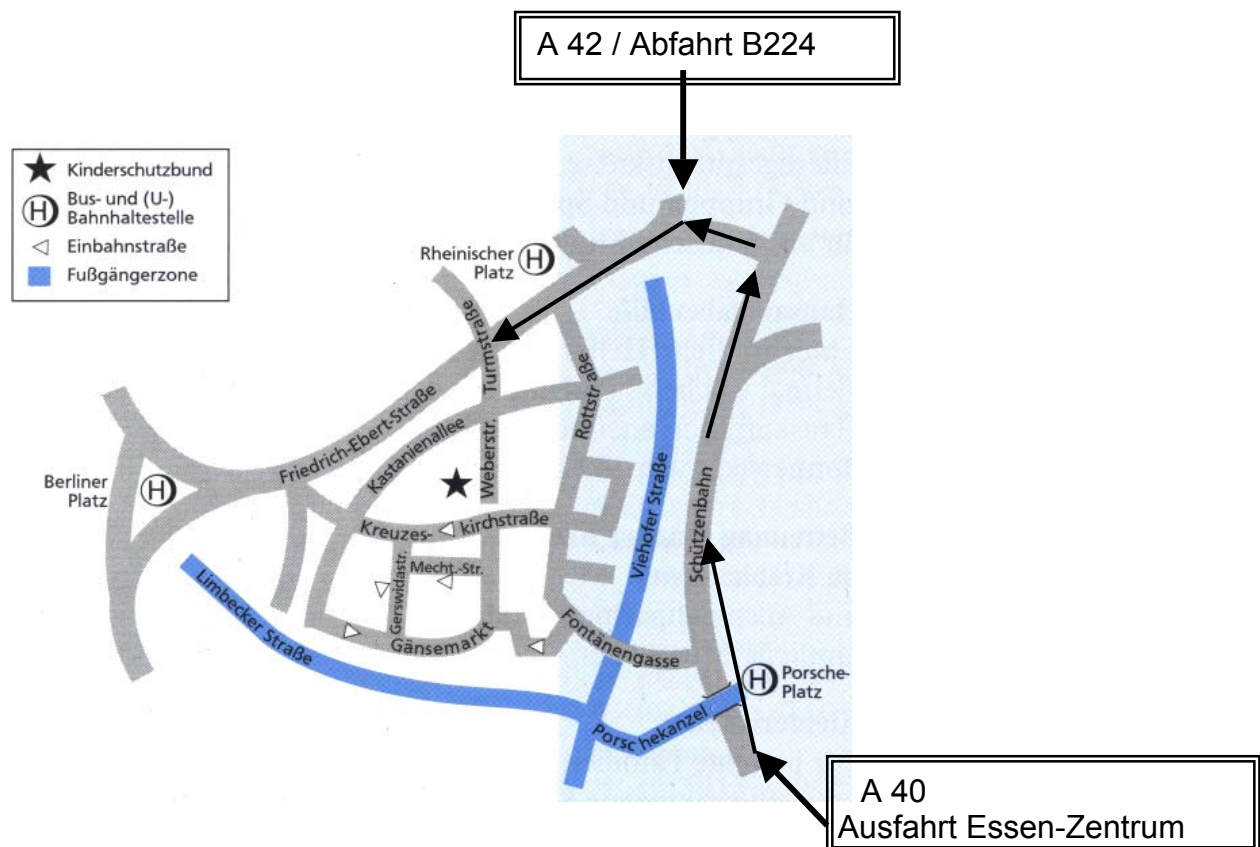 A 42 / Abfahrt B224
Kinderschutzbund
H
Bus- und (U-)
Bahnhaltestelle
Einbahnstraße
Fußgängerzone
Rheinischer
Platz
H
Turmstraße
Friedrich-Ebert-Straße
Rottstraße
Kastanienallee
Weberstr.
Berliner
Platz
H
Kreuzes-
kirchstraße
Viehofer Straße
Schützenbahn
Mecht.-Str.
Gerswidastr.
Gänsemarkt
Limbecker Straße
Fontänengasse
H
Porsche-
Platz
Porschekanzel
A 40
Ausfahrt Essen-Zentrum